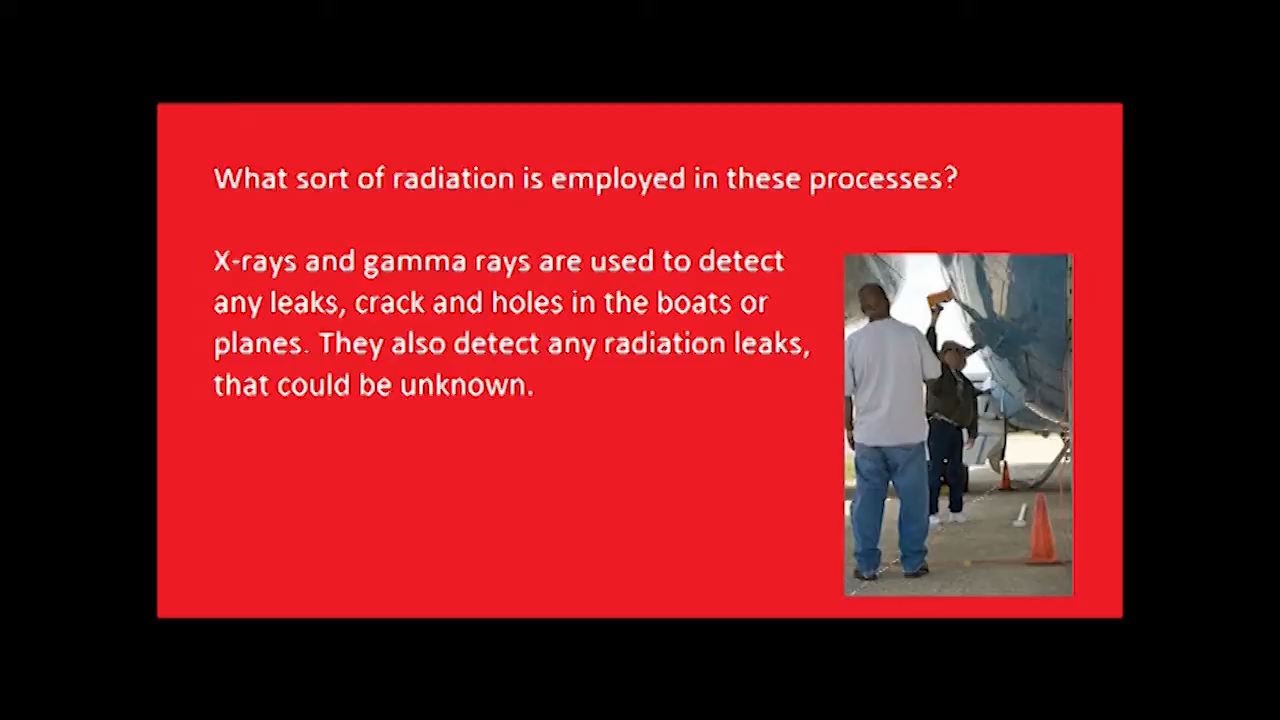 What sort of radiation is employed in these processes?
X-rays and gamma rays are used to detect
any leaks, crack and holes in the boats or
planes. They also detect any radiation leaks,
that could be unknown.